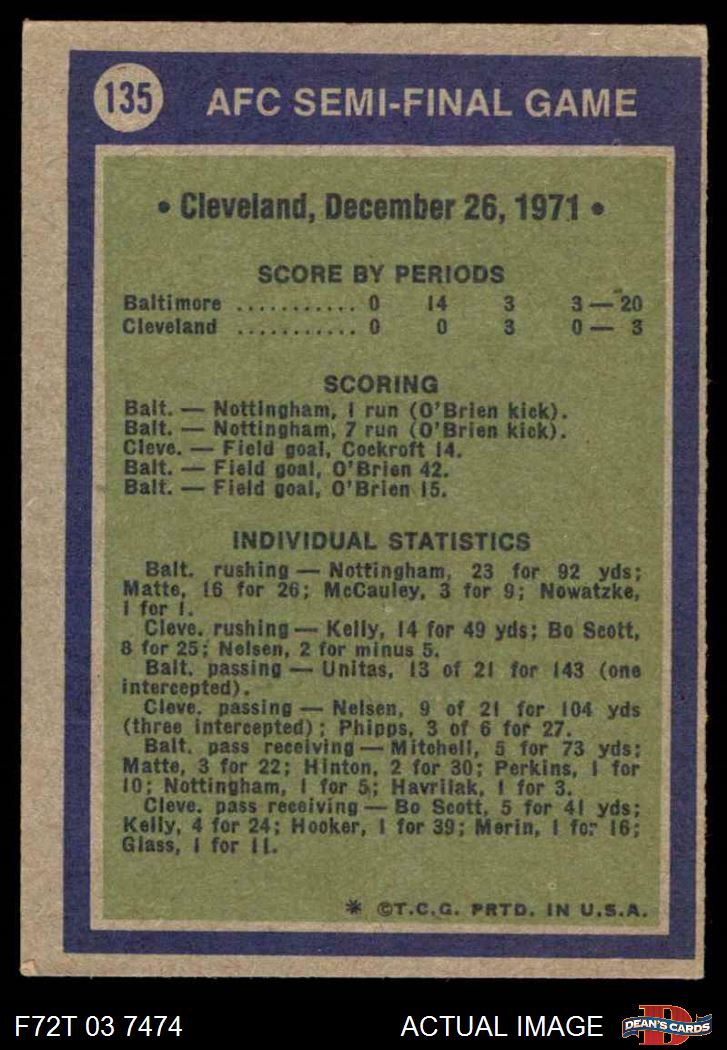 135 AFC SEMI-FINAL GAME
• Cleveland, December 26, 1971 •
SCORE BY PERIODS
Baltimore ........... 0 14 3 3 — 20
Cleveland ........... 0 0 3 0 — 3
SCORING
Balt. — Nottingham, 1 run (O'Brien kick).
Balt. — Nottingham, 7 run (O'Brien kick).
Cleve. — Field goal, Cockroft 14.
Balt. — Field goal, O'Brien 42.
Balt. — Field goal, O'Brien 15.
INDIVIDUAL STATISTICS
Balt. rushing — Nottingham, 23 for 92 yds;
Matte, 16 for 26; McCauley, 3 for 9; Nowatzke,
1 for 1.
Cleve. rushing — Kelly, 14 for 49 yds; Bo Scott,
8 for 25; Nelsen, 2 for minus 5.
Balt. passing — Unitas, 13 of 21 for 143 (one
intercepted).
Cleve. passing — Nelsen, 9 of 21 for 104 yds
(three intercepted); Phipps, 3 of 6 for 27.
Balt. pass receiving — Mitchell, 5 for 73 yds;
Matte, 3 for 22; Hinton, 2 for 30; Perkins, 1 for
10; Nottingham, 1 for 5; Havrilak, 1 for 3.
Cleve. pass receiving — Bo Scott, 5 for 41 yds;
Kelly, 4 for 24; Hooker, 1 for 39; Morin, 1 for 16;
Glass, 1 for 11.
* ©T.C.G. PRTD. IN U.S.A.
F72T 03 7474 ACTUAL IMAGE D DEAN'S CARDS